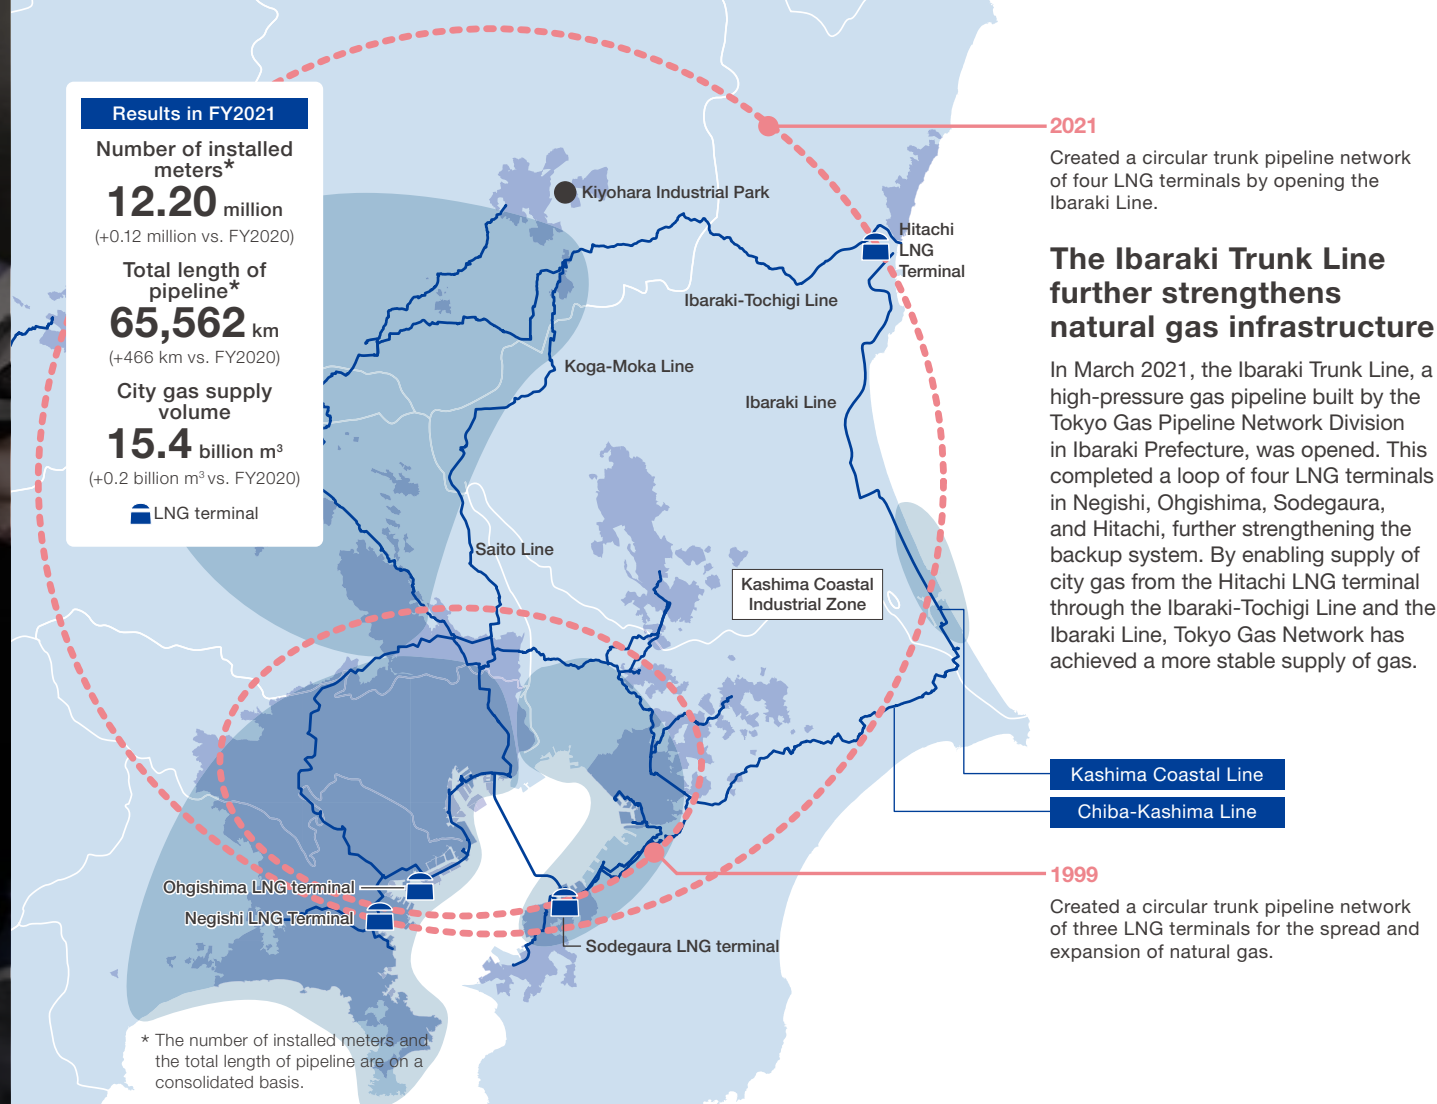 Results in FY2021
Number of installed
meters*
12.20 million
(+0.12 million vs. FY2020)
Total length of
pipeline*
65,562 km
(+466 km vs. FY2020)
City gas supply
volume
15.4 billion m³
(+0.2 billion m³ vs. FY2020)
LNG terminal
Kiyohara Industrial Park
Hitachi
LNG
Terminal
Ibaraki-Tochigi Line
Koga-Moka Line
Ibaraki Line
Saito Line
Kashima Coastal
Industrial Zone
Ohgishima LNG terminal
Negishi LNG Terminal
Sodegaura LNG terminal
* The number of installed meters and
the total length of pipeline are on a
consolidated basis.
2021
Created a circular trunk pipeline network
of four LNG terminals by opening the
Ibaraki Line.
The Ibaraki Trunk Line
further strengthens
natural gas infrastructure
In March 2021, the Ibaraki Trunk Line, a
high-pressure gas pipeline built by the
Tokyo Gas Pipeline Network Division
in Ibaraki Prefecture, was opened. This
completed a loop of four LNG terminals
in Negishi, Ohgishima, Sodegaura,
and Hitachi, further strengthening the
backup system. By enabling supply of
city gas from the Hitachi LNG terminal
through the Ibaraki-Tochigi Line and the
Ibaraki Line, Tokyo Gas Network has
achieved a more stable supply of gas.
Kashima Coastal Line
Chiba-Kashima Line
1999
Created a circular trunk pipeline network
of three LNG terminals for the spread and
expansion of natural gas.